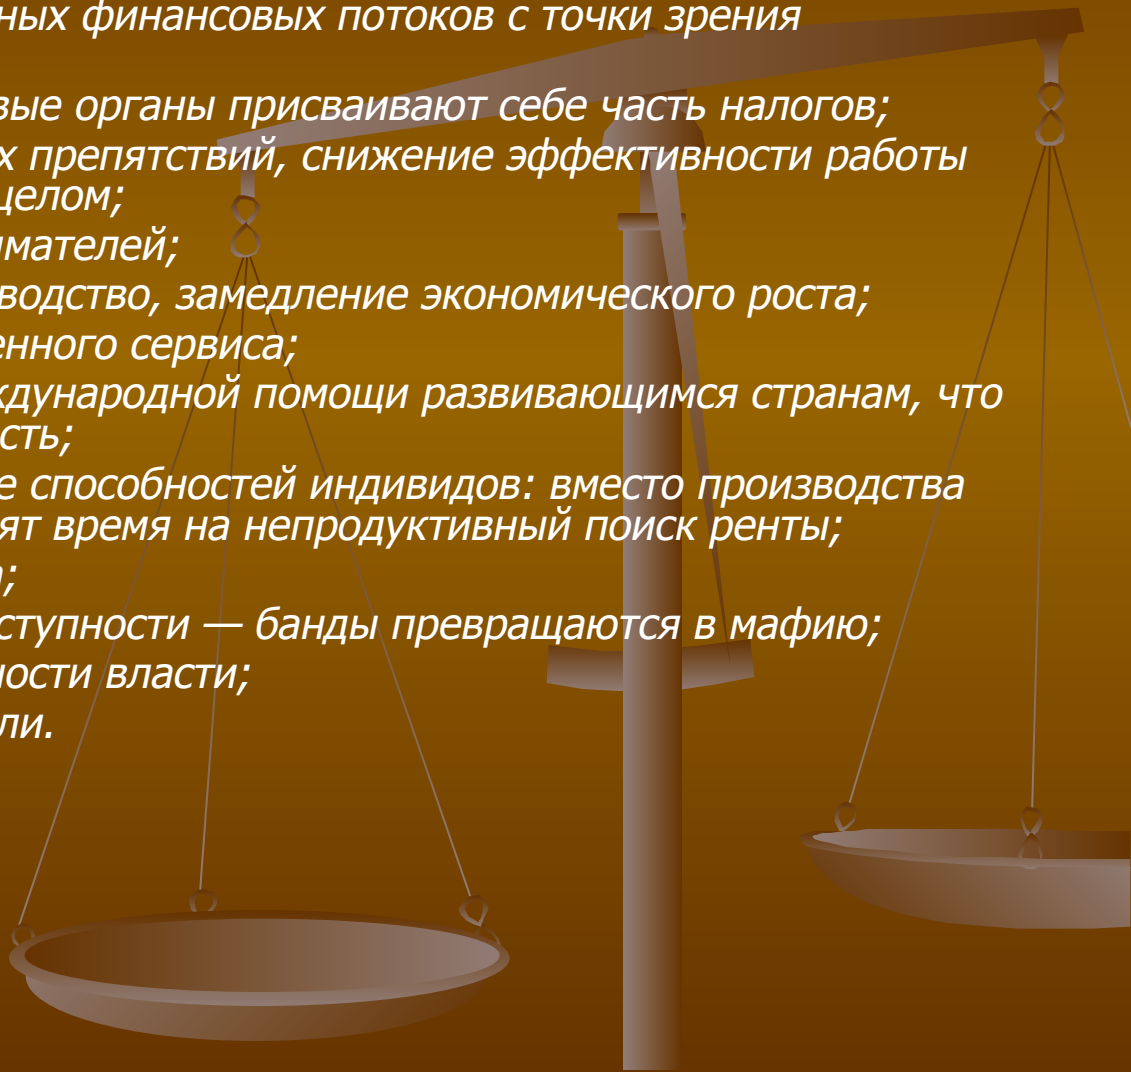 ных финансовых потоков с точки зрения
вые органы присваивают себе часть налогов;
х препятствий, снижение эффективности работы
целом;
имателей;
водство, замедление экономического роста;
енного сервиса;
ждународной помощи развивающимся странам, что
сть;
е способностей индивидов: вместо производства
ят время на непродуктивный поиск ренты;
ступности — банды превращаются в мафию;
ности власти;
ли.